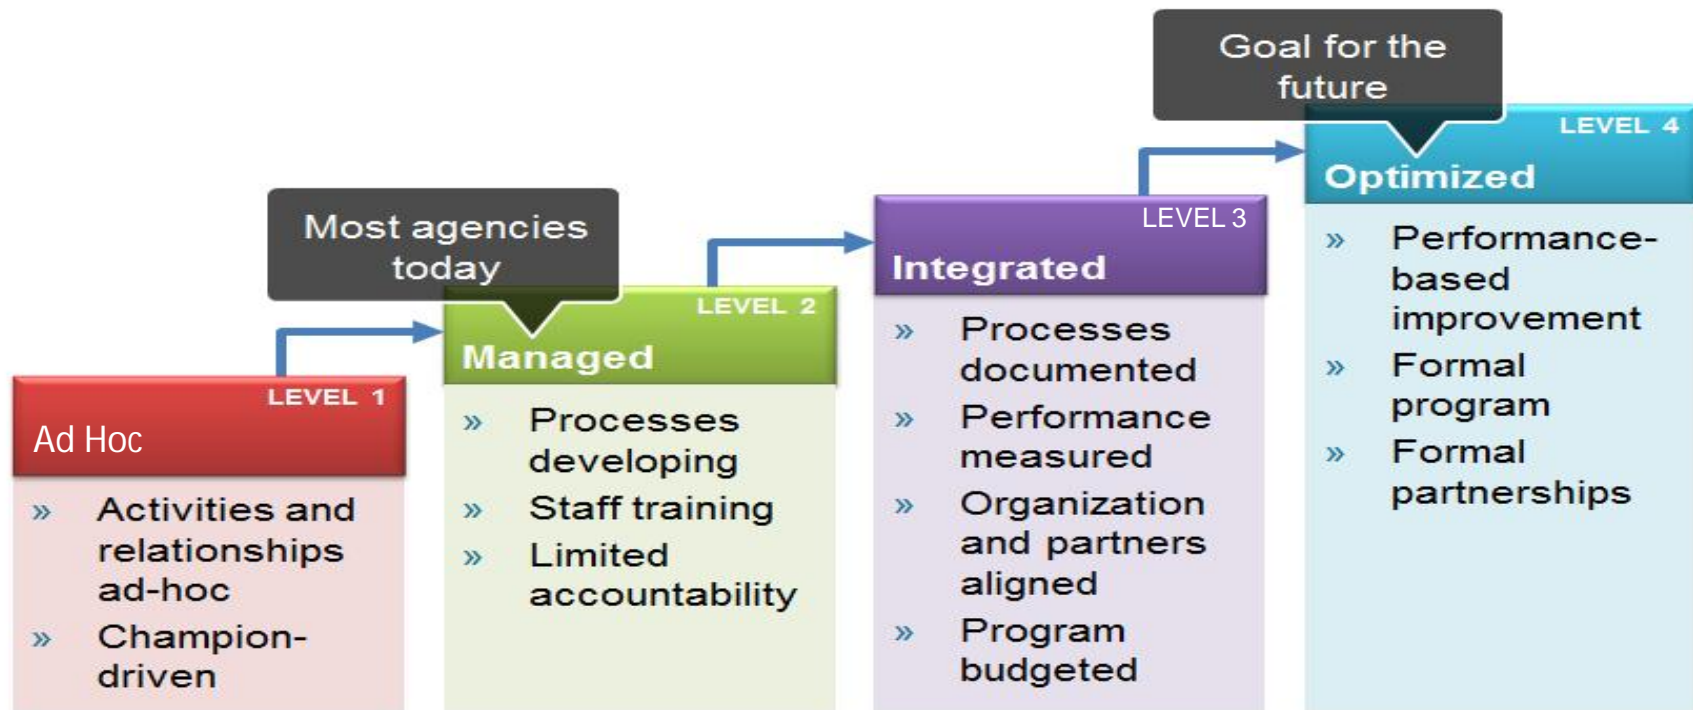 LEVEL 1
Ad Hoc
» Activities and
relationships
ad-hoc
» Champion-
driven
Most agencies
today
LEVEL 2
Managed
» Processes
developing
» Staff training
» Limited
accountability
LEVEL 3
Integrated
» Processes
documented
» Performance
measured
» Organization
and partners
aligned
» Program
budgeted
Goal for the
future
LEVEL 4
Optimized
» Performance-
based
improvement
» Formal
program
» Formal
partnerships